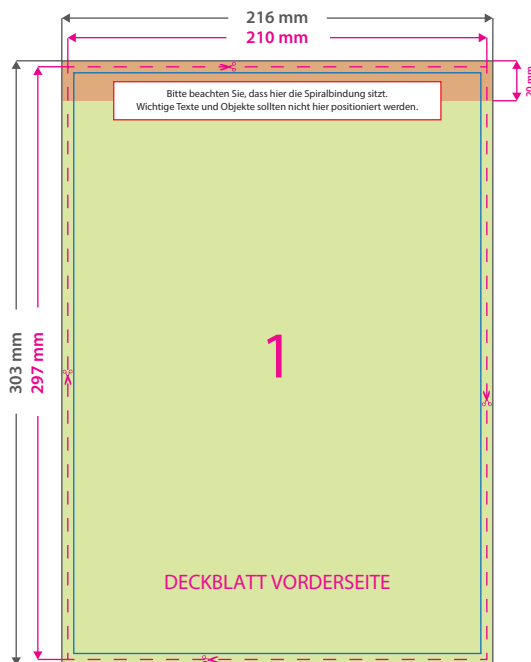 216 mm
210 mm
20 mm
Bitte beachten Sie, dass hier die Spiralbindung sitzt.
Wichtige Texte und Objekte sollten nicht hier positioniert werden.
303 mm
297 mm
1
DECKBLATT VORDERSEITE